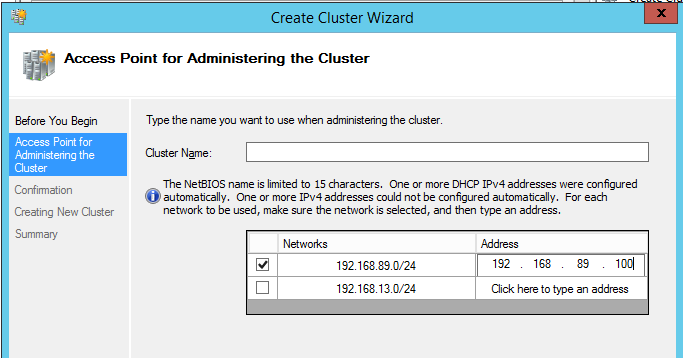 Create Cluster Wizard
x
Access Point for Administering the Cluster
Before You Begin
Access Point for
Administering the
Cluster
Confirmation
Creating New Cluster
Summary
Type the name you want to use when administering the cluster.
Cluster Name:
The NetBIOS name is limited to 15 characters. One or more DHCP IPv4 addresses were configured
automatically. One or more IPv4 addresses could not be configured automatically. For each
network to be used, make sure the network is selected, and then type an address.
Networks Address
192.168.89.0/24 192 . 168 . 89 . 100
192.168.13.0/24 Click here to type an address